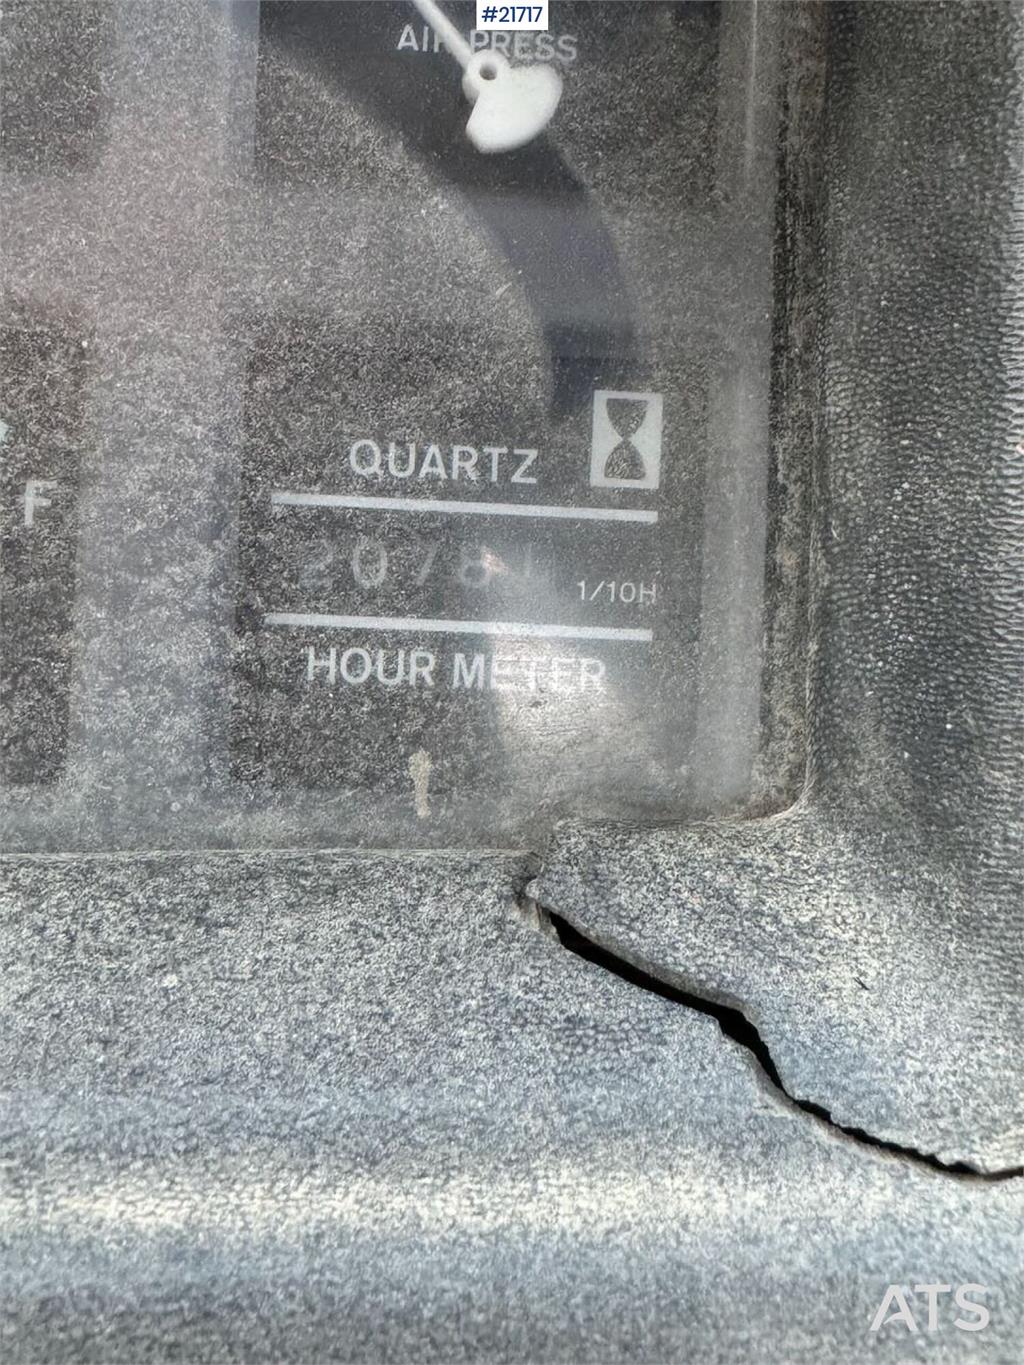 #21717
AIR PRESS
QUARTZ
F
2078
1/10H
HOUR METER
ATS